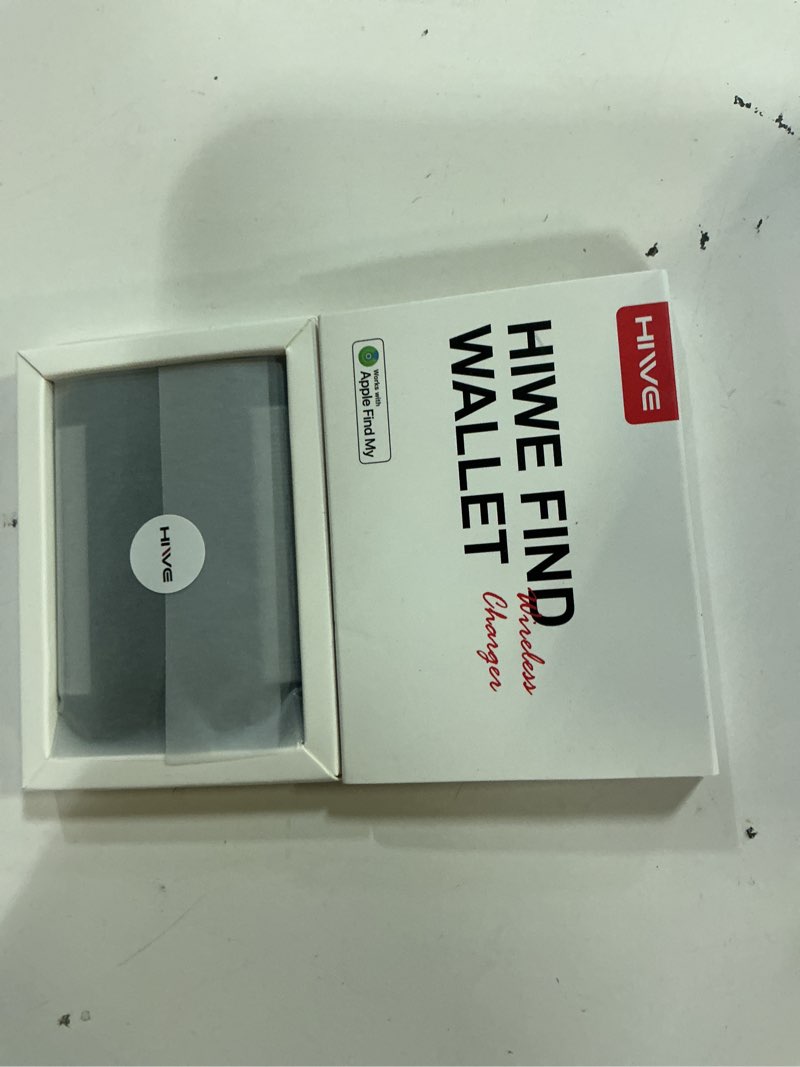 HIWE
HIWE FIND
WALLET
Wireless
Charger
Works with
Apple Find My
HIWE